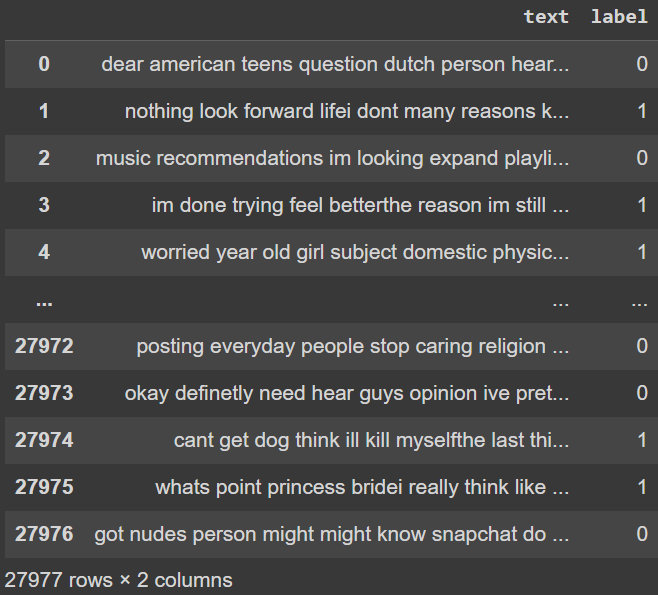 text label
0 dear american teens question dutch person hear... 0
1 nothing look forward lifei dont many reasons k... 1
2 music recommendations im looking expand playli... 0
3 im done trying feel betterthe reason im still ... 1
4 worried year old girl subject domestic physic... 1
... ... ...
27972 posting everyday people stop caring religion ... 0
27973 okay definetly need hear guys opinion ive pret... 0
27974 cant get dog think ill kill myselfthe last thi... 1
27975 whats point princess bridei really think like ... 1
27976 got nudes person might might know snapchat do ... 0
27977 rows × 2 columns